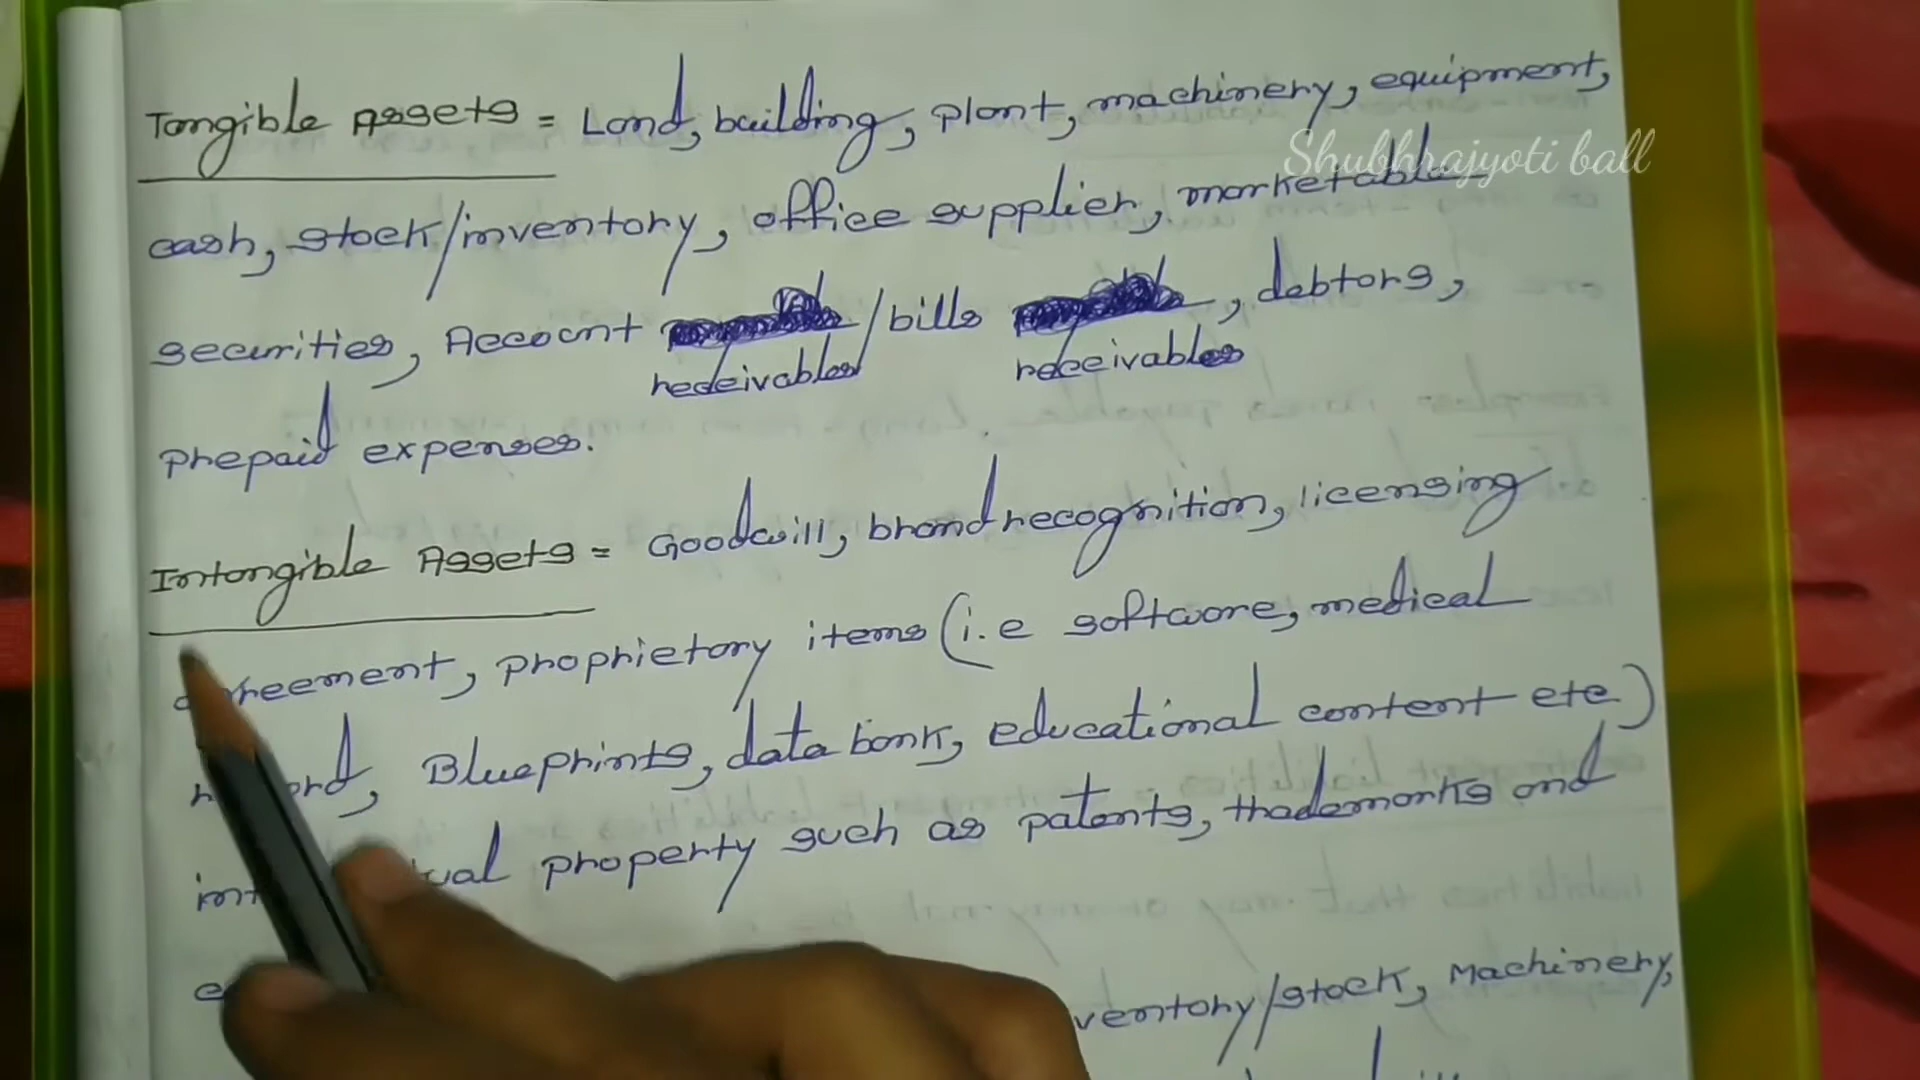 Tangible Assets = Land, building, plant, machinery, equipment,
Shubhrajyoti ball
cash, stock/inventory, office supplier, marketable
securities, Account /bills , debtors,
receivables receivables
Prepaid expenses.
Intangible Assets = Goodwill, brand recognition, licensing
agreement, proprietory items (i.e software, medical
Blueprints, data bank, educational content etc)
property such as patents, trademarks and
ventory/stock, Machinery,